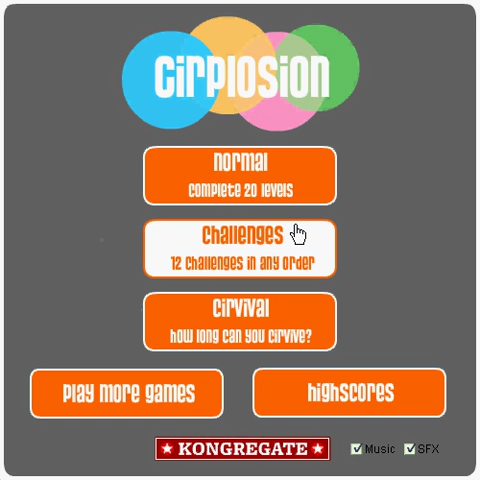 cirplosion
normal
complete 20 levels
challenges
12 challenges in any order
cirvival
how long can you cirvive?
play more games
highscores
KONGREGATE
Music
SFX